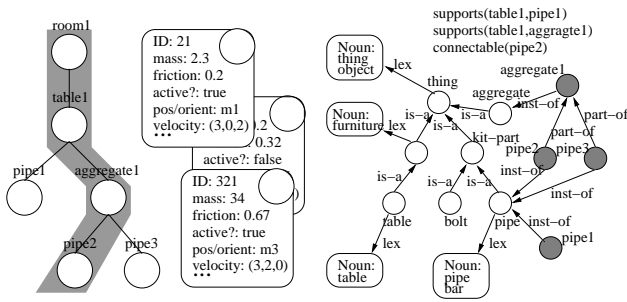 room1
table1
pipe1
aggregate1
pipe2
pipe3
ID: 21
mass: 2.3
friction: 0.2
active?: true
pos/orient: m1
velocity: (3,0,2)
•••
0.2
0.32
active?: false
)
ID: 321
mass: 34
friction: 0.67
active?: true
pos/orient: m3
velocity: (3,2,0)
•••
supports(table1,pipe1)
supports(table1,aggragte1)
connectable(pipe2)
Noun:
thing
object
lex
thing
aggregate1
aggregate
inst−of
is−a
Noun:
furniture
lex
is−a
is−a
kit−part
part−of
part−of
pipe2
pipe3
inst−of
is−a
is−a
is−a
inst−of
table
bolt
pipe
inst−of
pipe1
lex
lex
Noun:
table
Noun:
pipe
bar